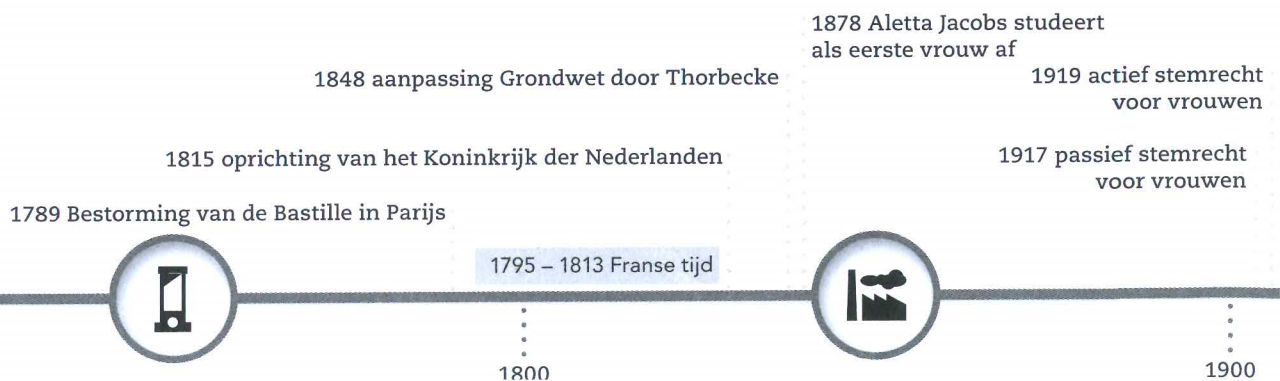 1878 Aletta Jacobs studeert
als eerste vrouw af
1848 aanpassing Grondwet door Thorbecke
1919 actief stemrecht
voor vrouwen
1815 oprichting van het Koninkrijk der Nederlanden
1917 passief stemrecht
voor vrouwen
1789 Bestorming van de Bastille in Parijs
1795 – 1813 Franse tijd
1800
1900